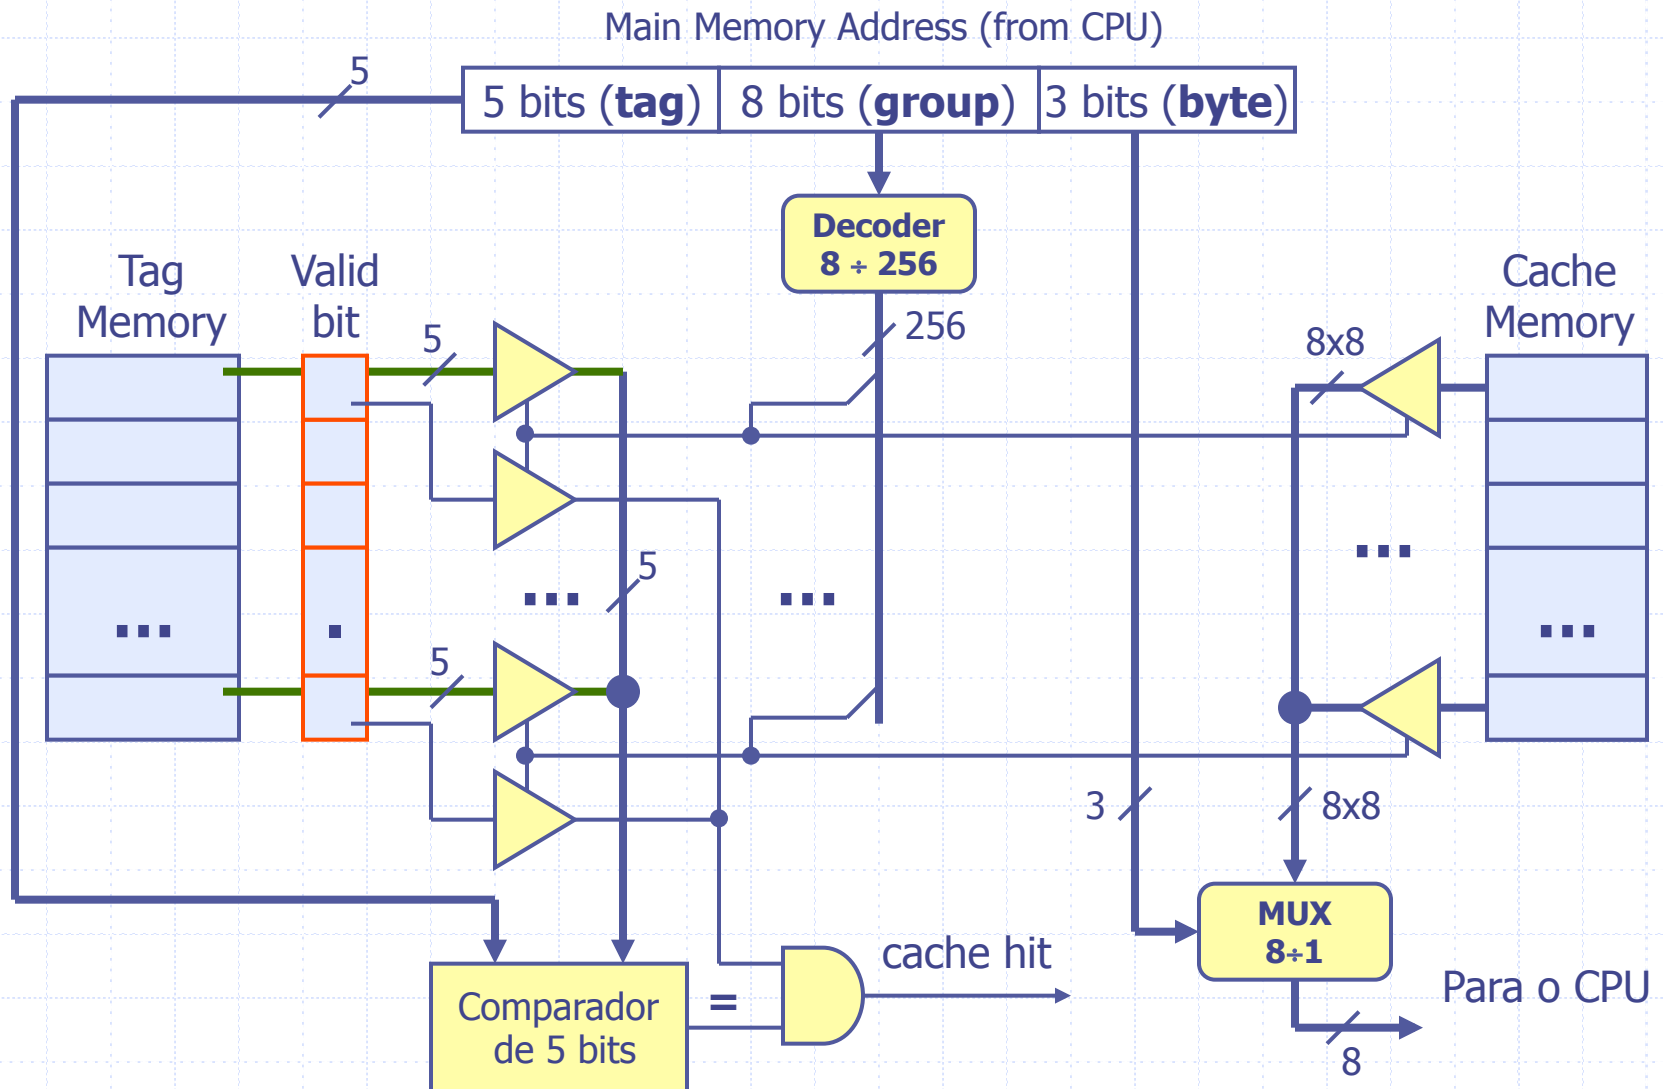 Main Memory Address (from CPU)
5
5 bits (tag)
8 bits (group)
3 bits (byte)
Decoder
8 ÷ 256
Tag
Memory
Valid
bit
Cache
Memory
5
256
8x8
...
5
...
...
...
.
...
5
3
8x8
MUX
8÷1
cache hit
Para o CPU
Comparador
de 5 bits
=
8